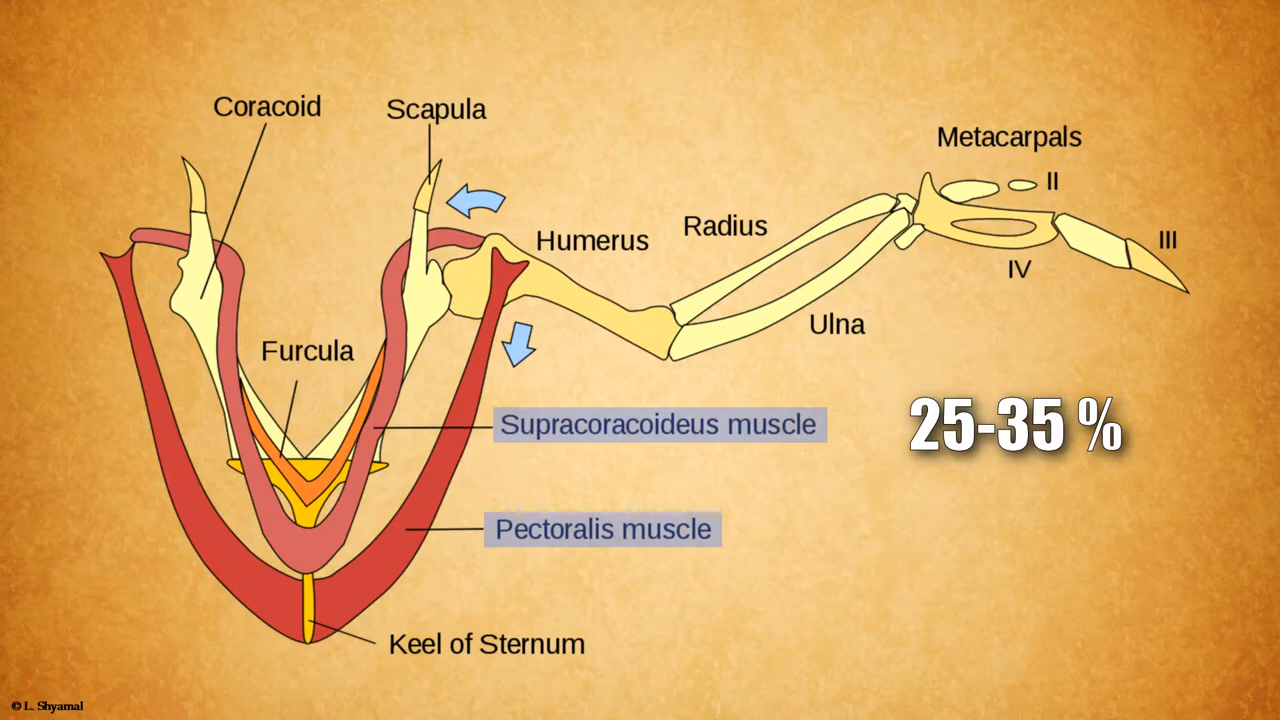 Coracoid
Scapula
Metacarpals
II
Radius
Humerus
III
IV
Ulna
Furcula
25-35 %
Supracoracoideus muscle
Pectoralis muscle
Keel of Sternum
© L. Shyamal